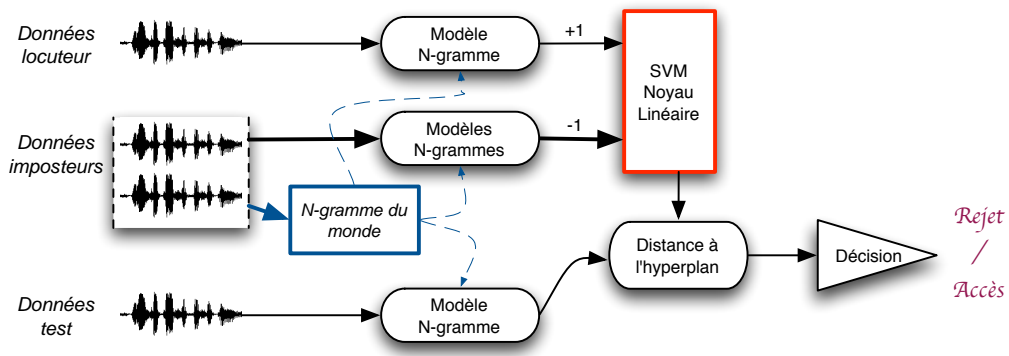 Données
locuteur
Modèle
N-gramme
+1
SVM
Noyau
Linéaire
Données
imposteurs
Modèles
N-grammes
-1
N-gramme du
monde
Distance à
l'hyperplan
Décision
Rejet
/
Accès
Données
test
Modèle
N-gramme